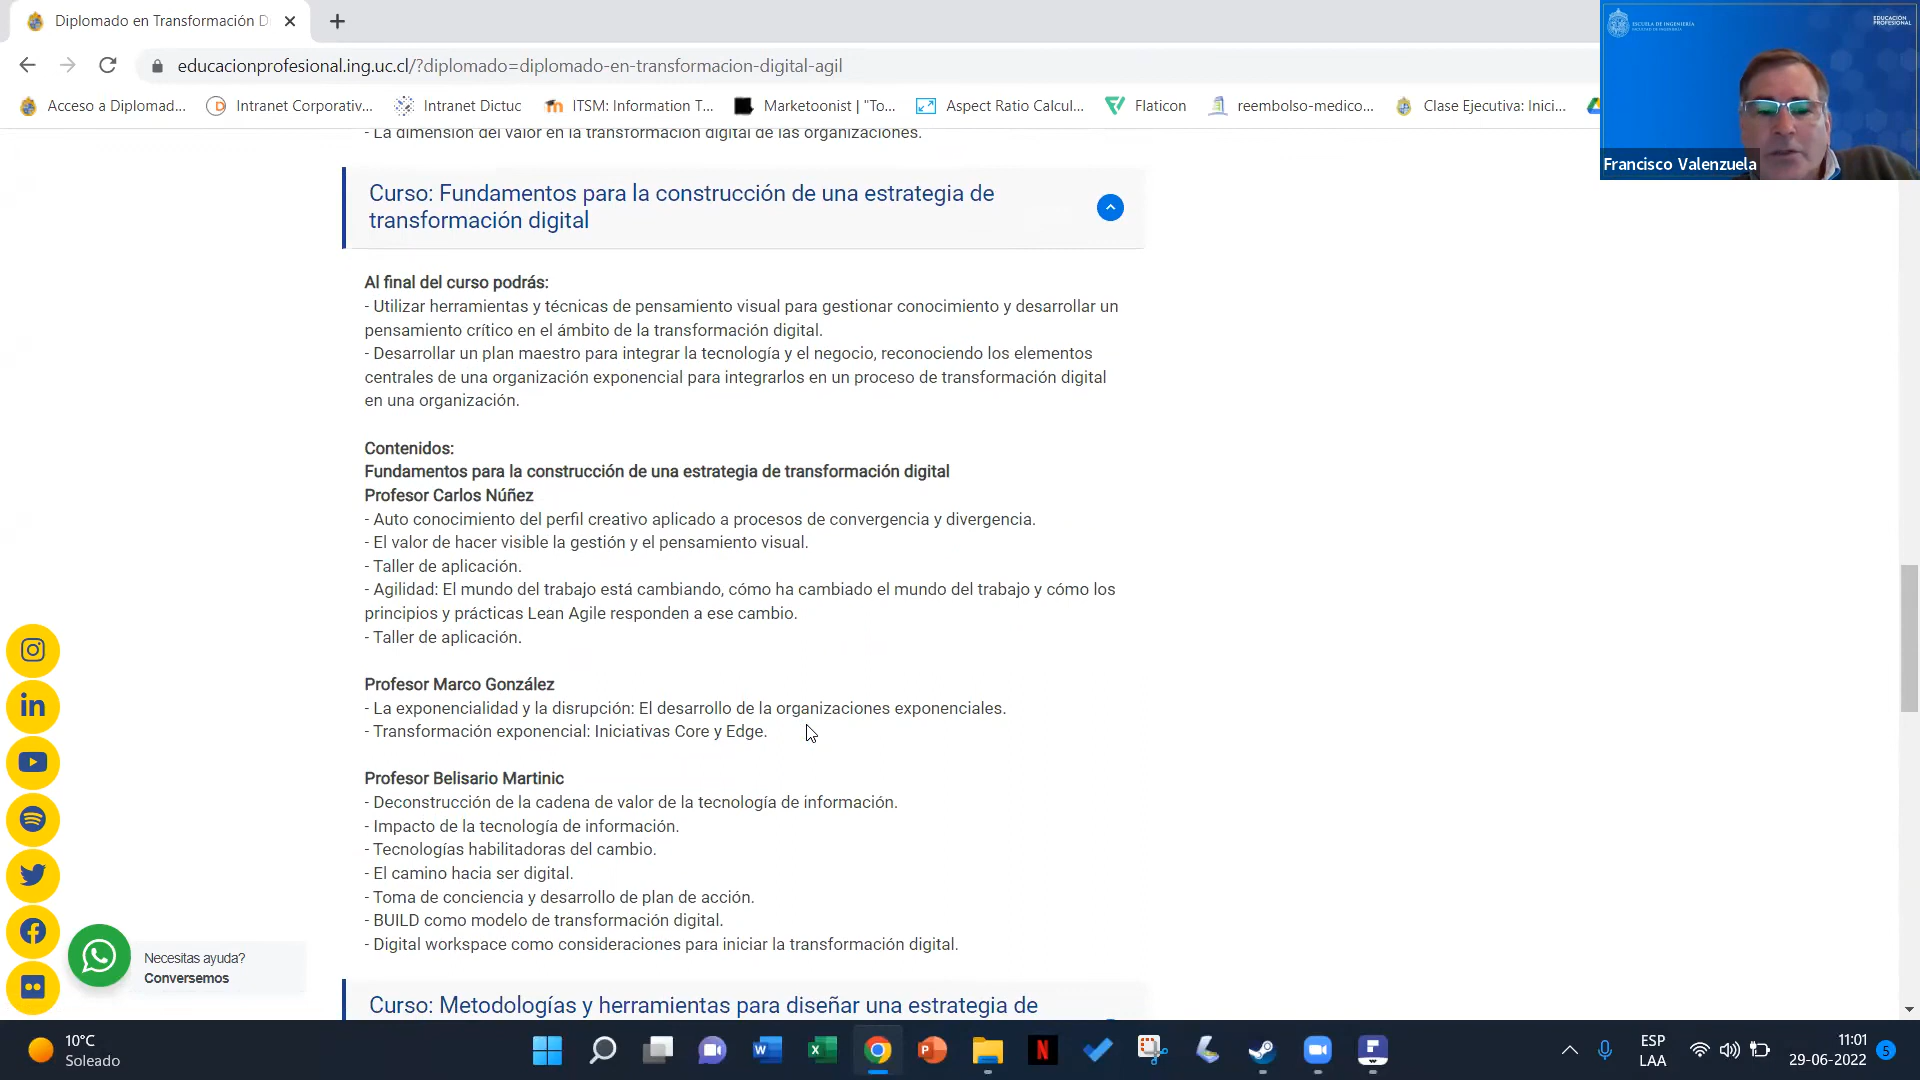 Diplomado en Transformación D
educacionprofesional.ing.uc.cl/?diplomado=diplomado-en-transformacion-digital-agil
Acceso a Diplomad...
Intranet Corporativ...
Intranet Dictuc
ITSM: Information T...
Marketoonist | "To...
Aspect Ratio Calcul...
Flaticon
reembolso-medico...
Clase Ejecutiva: Inici...
ESCUELA DE INGENIERÍA
FACULTAD DE INGENIERÍA
EDUCACIÓN
PROFESIONAL
Francisco Valenzuela
- La dimensión del valor en la transformación digital de las organizaciones.
Curso: Fundamentos para la construcción de una estrategia de
transformación digital
Al final del curso podrás:
- Utilizar herramientas y técnicas de pensamiento visual para gestionar conocimiento y desarrollar un
pensamiento crítico en el ámbito de la transformación digital.
- Desarrollar un plan maestro para integrar la tecnología y el negocio, reconociendo los elementos
centrales de una organización exponencial para integrarlos en un proceso de transformación digital
en una organización.
Contenidos:
Fundamentos para la construcción de una estrategia de transformación digital
Profesor Carlos Núñez
- Auto conocimiento del perfil creativo aplicado a procesos de convergencia y divergencia.
- El valor de hacer visible la gestión y el pensamiento visual.
- Taller de aplicación.
- Agilidad: El mundo del trabajo está cambiando, cómo ha cambiado el mundo del trabajo y cómo los
principios y prácticas Lean Agile responden a ese cambio.
- Taller de aplicación.
Profesor Marco González
- La exponencialidad y la disrupción: El desarrollo de la organizaciones exponenciales.
- Transformación exponencial: Iniciativas Core y Edge.
Profesor Belisario Martinic
- Deconstrucción de la cadena de valor de la tecnología de información.
- Impacto de la tecnología de información.
- Tecnologías habilitadoras del cambio.
- El camino hacia ser digital.
- Toma de conciencia y desarrollo de plan de acción.
- BUILD como modelo de transformación digital.
- Digital workspace como consideraciones para iniciar la transformación digital.
Necesitas ayuda?
Conversemos
Curso: Metodologías y herramientas para diseñar una estrategia de
10°C
Soleado
ESP
LAA
11:01
29-06-2022
5